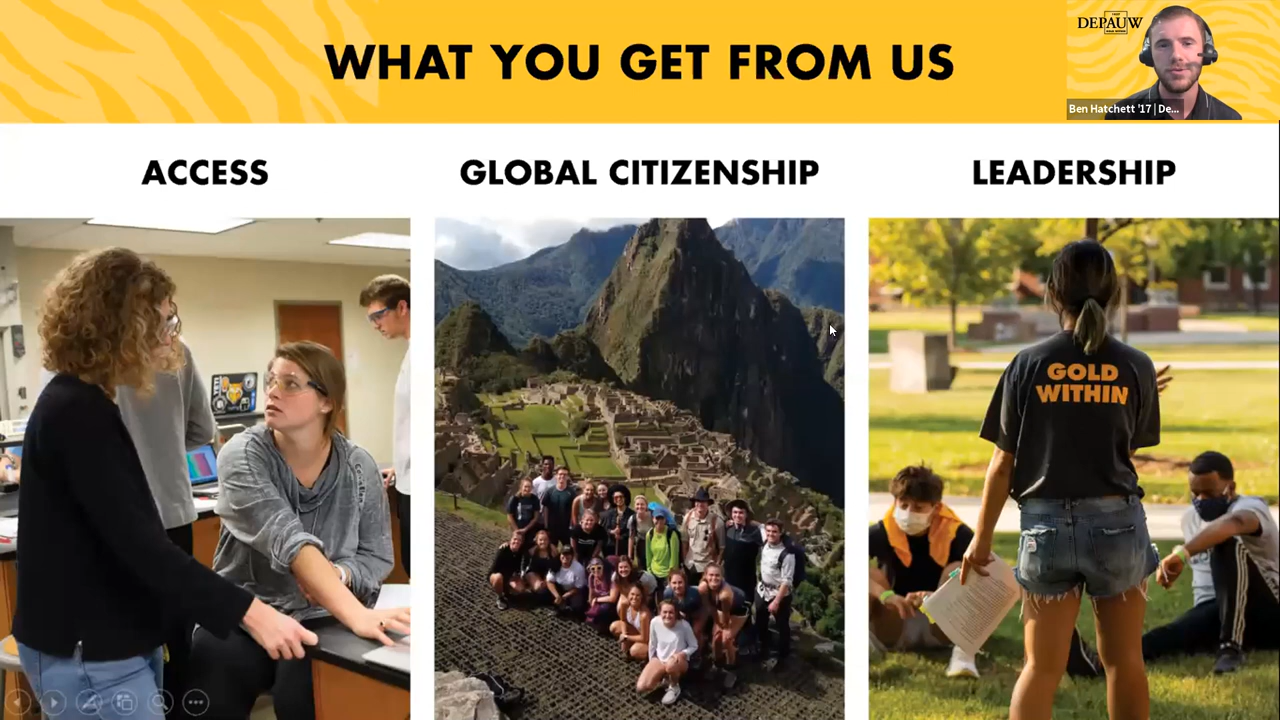 WHAT YOU GET FROM US
DEPAUW
Ben Hatchett '17 | De...
ACCESS
GLOBAL CITIZENSHIP
LEADERSHIP
GOLD
WITHIN